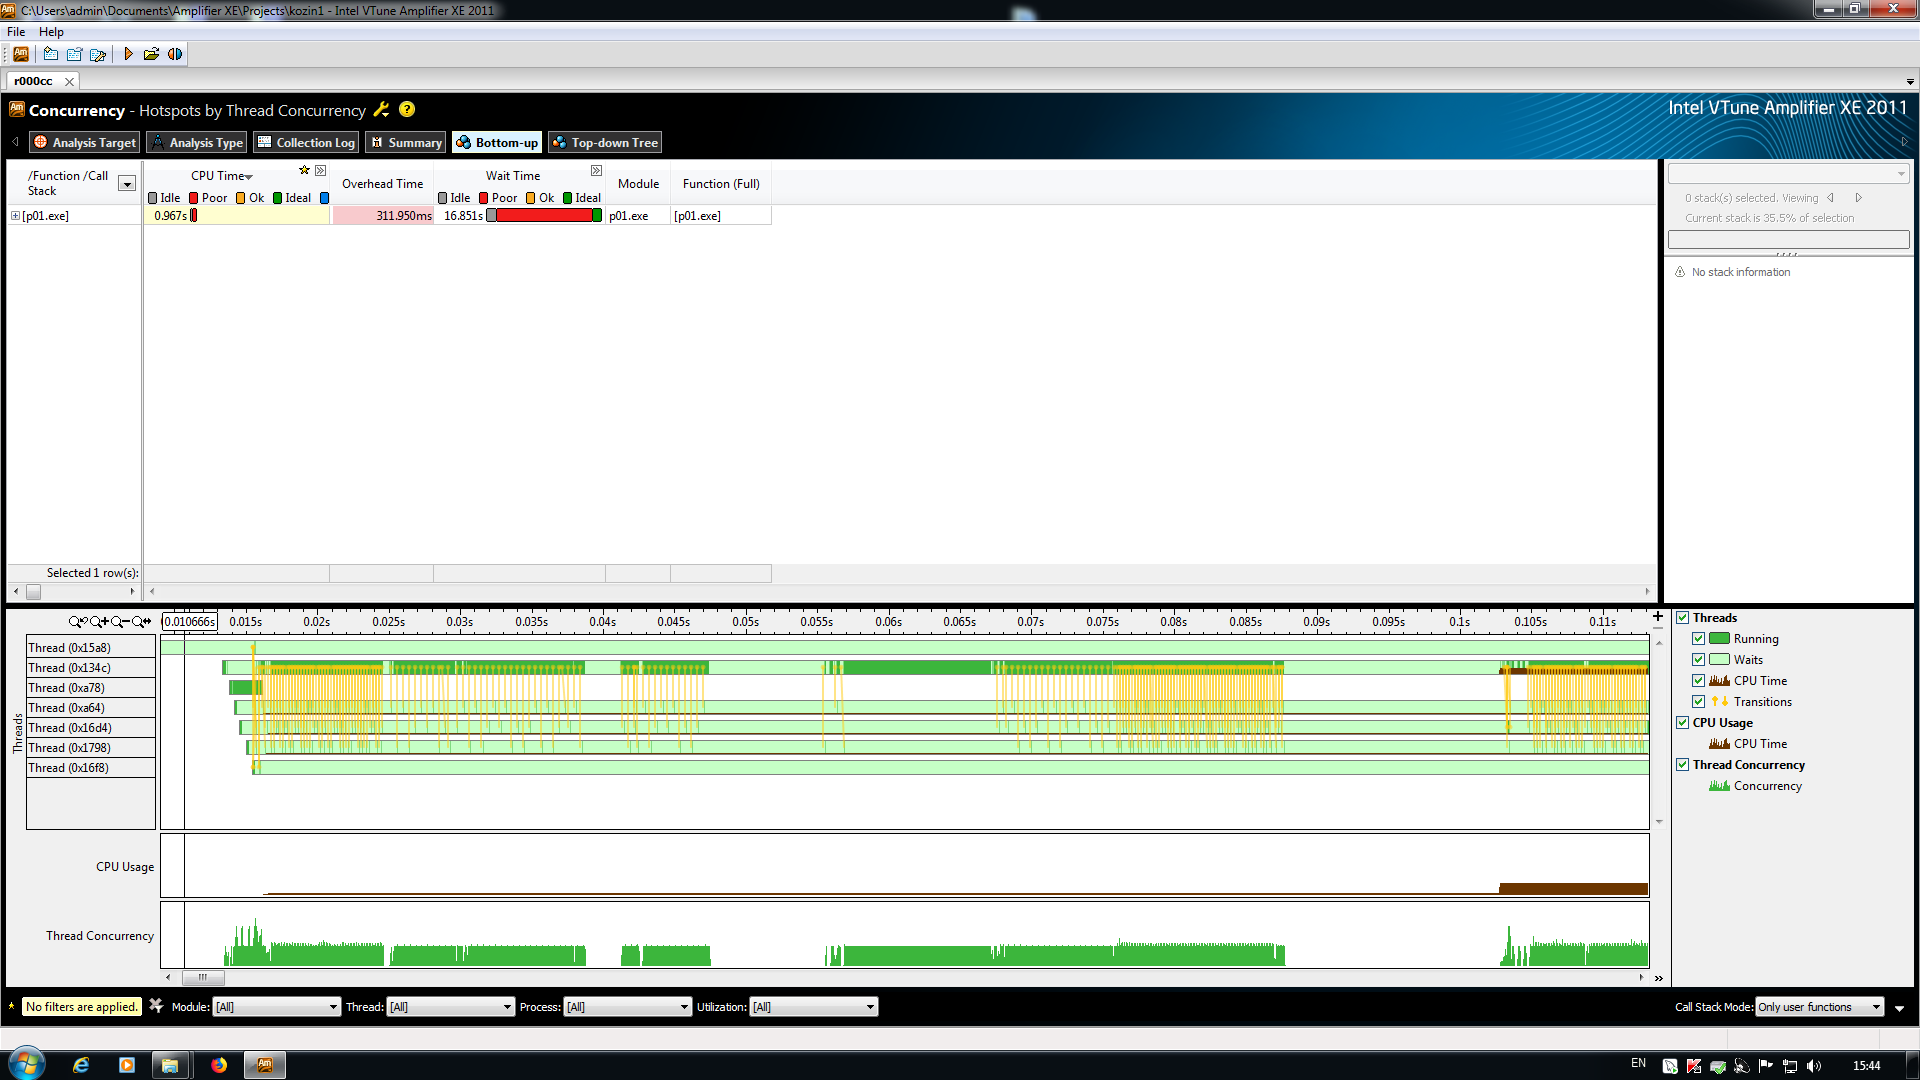 C:\Users\admin\Documents\Amplifier XE\Projects\kozin1 - Intel VTune Amplifier XE 2011
File Help
r000cc
Concurrency - Hotspots by Thread Concurrency
Intel VTune Amplifier XE 2011
Analysis Target Analysis Type Collection Log Summary Bottom-up Top-down Tree
/Function /Call Stack
CPU Time
Idle Poor Ok Ideal
Overhead Time
Wait Time
Idle Poor Ok Ideal
Module
Function (Full)
[p01.exe] 0.967s 311.950ms 16.851s p01.exe [p01.exe]
0 stack(s) selected. Viewing
Current stack is 35.5% of selection
No stack information
Selected 1 row(s):
0.010666s 0.015s 0.02s 0.025s 0.03s 0.035s 0.04s 0.045s 0.05s 0.055s 0.06s 0.065s 0.07s 0.075s 0.08s 0.085s 0.09s 0.095s 0.1s 0.105s 0.11s
Threads
Thread (0x15a8)
Thread (0x134c)
Thread (0xa78)
Thread (0xa64)
Thread (0x16d4)
Thread (0x1798)
Thread (0x16f8)
CPU Usage
Thread Concurrency
Threads
Running
Waits
CPU Time
Transitions
CPU Usage
CPU Time
Thread Concurrency
Concurrency
No filters are applied. Module: [All] Thread: [All] Process: [All] Utilization: [All] Call Stack Mode: Only user functions
EN 15:44